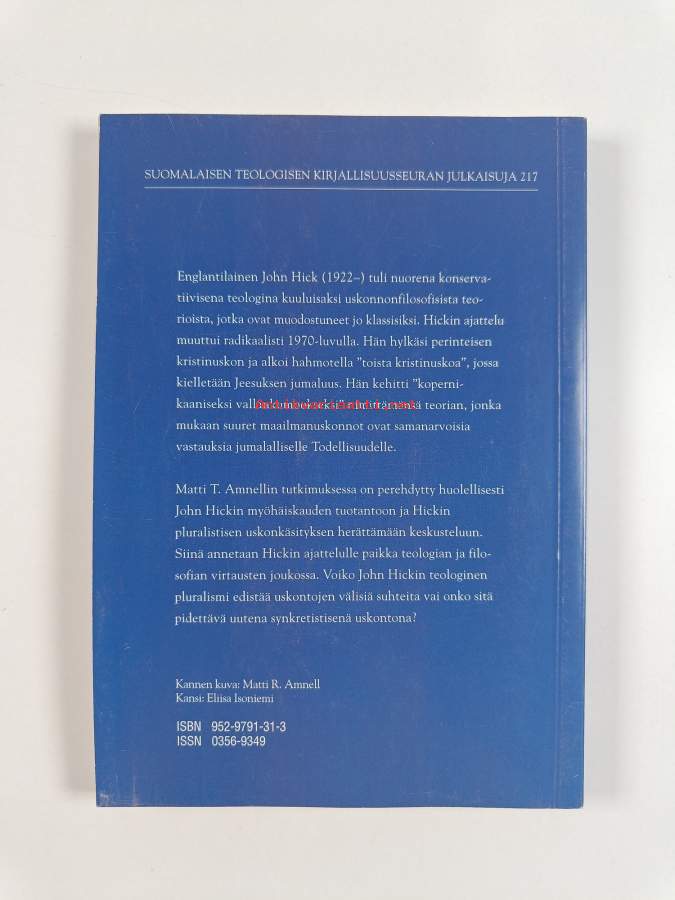 SUOMALAISEN TEOLOGISEN KIRJALLISUUSSEURAN JULKAISUJA 217
Englantilainen John Hick (1922–) tuli nuorena konserva-
tiivisena teologina kuuluisaksi uskonnonfilosofisista teo-
rioista, jotka ovat muodostuneet jo klassisiksi. Hickin ajattelu
muuttui radikaalisti 1970-luvulla. Hän hylkäsi perinteisen
kristinuskon ja alkoi hahmotella "toista kristinuskoa", jossa
kielletään Jeesuksen jumaluus. Hän kehitti "koperni-
kaaniseksi teorian, jonka
mukaan suuret maailmanuskonnot ovat samanarvoisia
vastauksia jumalalliselle Todellisuudelle.
Matti T. Amnellin tutkimuksessa on perehdytty huolellisesti
John Hickin myöhäiskauden tuotantoon ja Hickin
pluralistisen uskonkäsityksen herättämään keskusteluun.
Siinä annetaan Hickin ajattelulle paikka teologian ja filo-
sofian virtausten joukossa. Voiko John Hickin teologinen
pluralismi edistää uskontojen välisiä suhteita vai onko sitä
pidettävä uutena synkretistisenä uskontona?
Kannen kuva: Matti R. Amnell
Kansi: Eliisa Isoniemi
ISBN 952-9791-31-3
ISSN 0356-9349